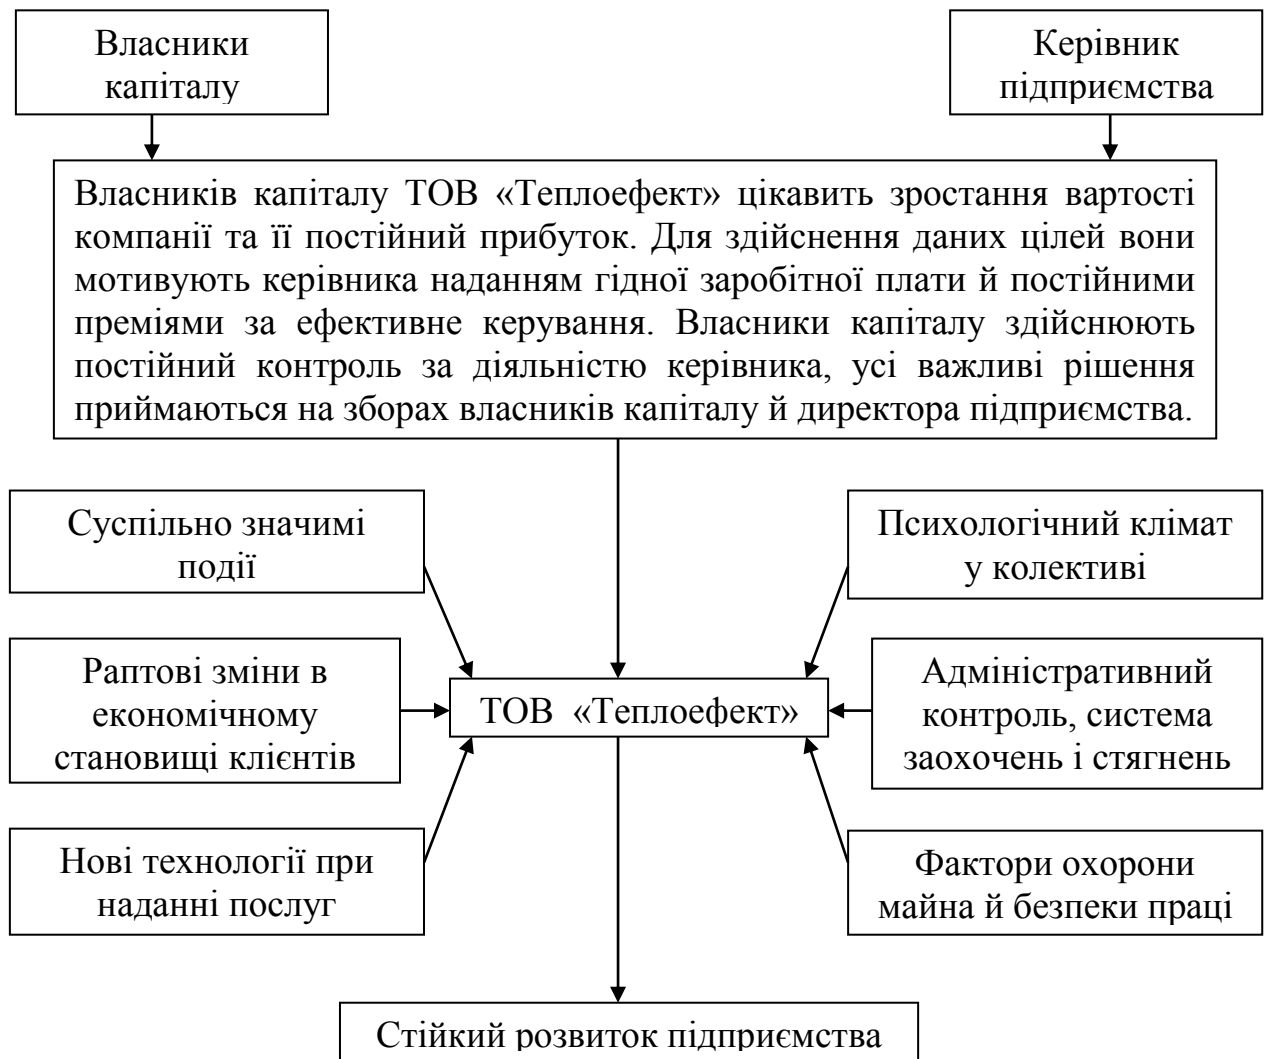 Власники
капіталу
Керівник
підприємства
Власників капіталу ТОВ «Теплоефект» цікавить зростання вартості
компанії та її постійний прибуток. Для здійснення даних цілей вони
мотивують керівника наданням гідної заробітної плати й постійними
преміями за ефективне керування. Власники капіталу здійснюють
постійний контроль за діяльністю керівника, усі важливі рішення
приймаються на зборах власників капіталу й директора підприємства.
Суспільно значимі
події
Психологічний клімат
у колективі
Раптові зміни в
економічному
становищі клієнтів
ТОВ «Теплоефект»
Адміністративний
контроль, система
заохочень і стягнень
Нові технології при
наданні послуг
Фактори охорони
майна й безпеки праці
Стійкий розвиток підприємства